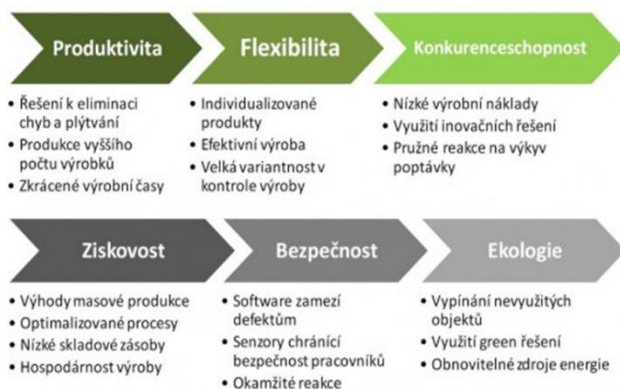 Produktivita
• Řešení k eliminaci
chyb a plýtvání
• Produkce vyššího
počtu výrobků
• Zkrácené výrobní časy
Flexibilita
• Individualizované
produkty
• Efektivní výroba
• Velká variantnost v
kontrole výroby
Konkurenceschopnost
• Nízké výrobní náklady
• Využití inovačních řešení
• Pružné reakce na výkyv
poptávky
Ziskovost
• Výhody masové produkce
• Optimalizované procesy
• Nízké skladové zásoby
• Hospodárnost výroby
Bezpečnost
• Software zamezí
defektům
• Senzory chránící
bezpečnost pracovníků
• Okamžité reakce
Ekologie
• Vypínání nevyužitých
objektů
• Využití green řešení
• Obnovitelné zdroje energie